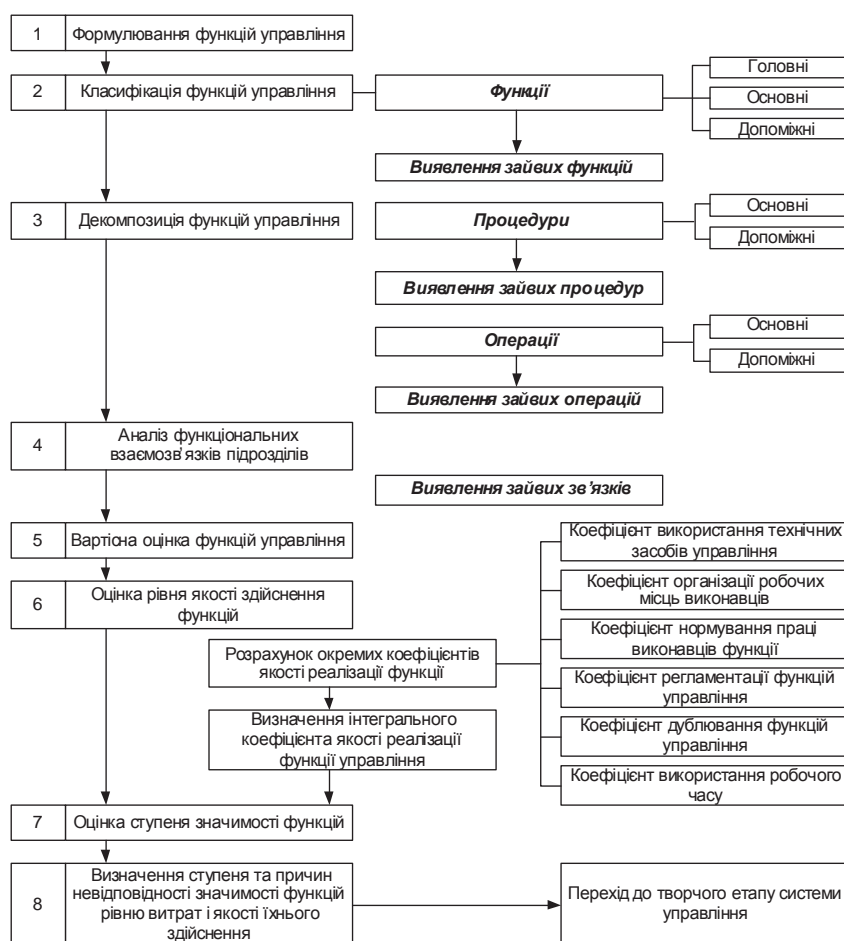 1 Формулювання функцій управління
2 Класифікація функцій управління
Функції
Головні
Основні
Допоміжні
Виявлення зайвих функцій
3 Декомпозиція функцій управління
Процедури
Основні
Допоміжні
Виявлення зайвих процедур
Операції
Основні
Допоміжні
Виявлення зайвих операцій
4 Аналіз функціональних
взаємозв'язків підрозділів
Виявлення зайвих зв'язків
5 Вартісна оцінка функцій управління
6 Оцінка рівня якості здійснення
функцій
Розрахунок окремих коефіцієнтів
якості реалізації функції
Коефіцієнт використання технічних
засобів управління
Коефіцієнт організації робочих
місць виконавців
Коефіцієнт нормування праці
виконавців функції
Коефіцієнт регламентації функцій
управління
Коефіцієнт дублювання функцій
управління
Коефіцієнт використання робочого
часу
Визначення інтегрального
коефіцієнта якості реалізації
функції управління
7 Оцінка ступеня значимості функцій
8 Визначення ступеня та причин
невідповідності значимості функцій
рівню витрат і якості їхнього
здійснення
Перехід до творчого етапу системи
управління